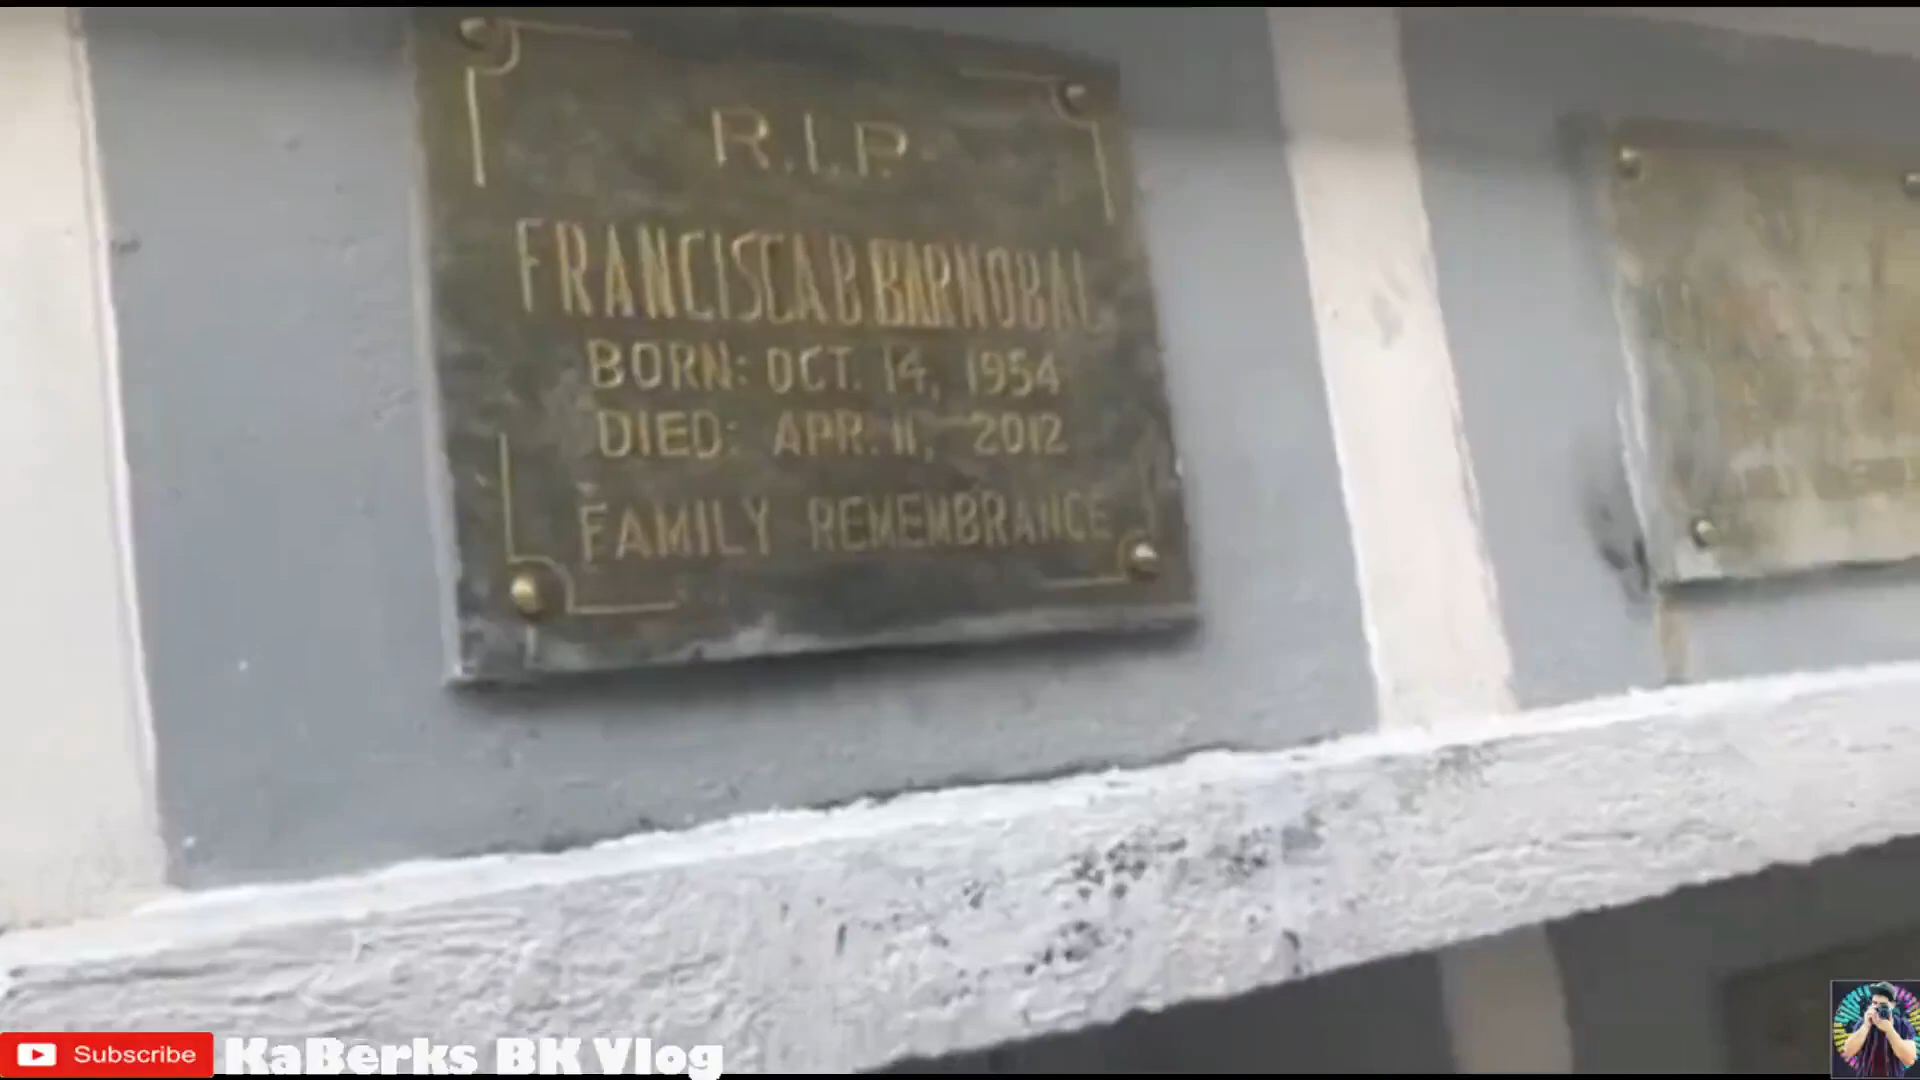 R.I.P.
FRANCISCA B BARNOBAL
BORN: OCT. 14, 1954
DIED: APR. 11, 2012
FAMILY REMEMBRANCE
Subscribe
KaBerks BK Vlog